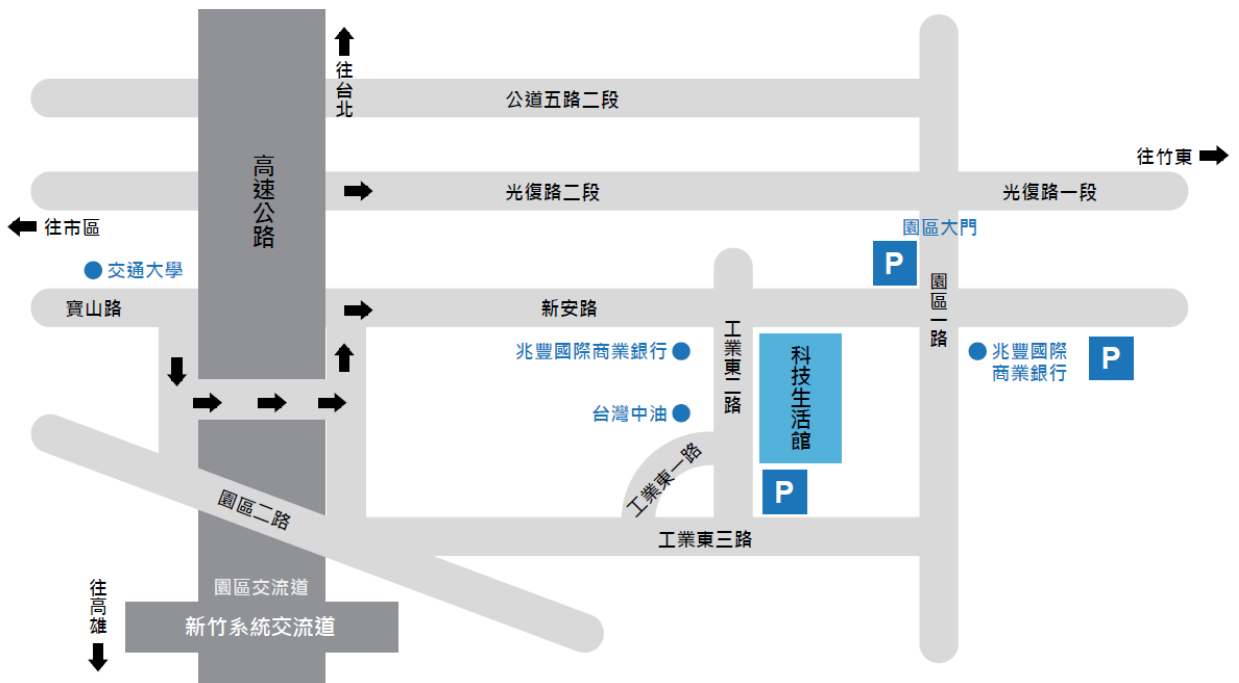 往台北
公道五路二段
高速公路
往竹東
光復路二段
光復路一段
往市區
園區大門
P
交通大學
園區一路
寶山路
新安路
工業東二路
科技生活館
兆豐國際商業銀行
兆豐國際
商業銀行
P
台灣中油
工業東一路
P
園區二路
工業東三路
園區交流道
往高雄
新竹系統交流道